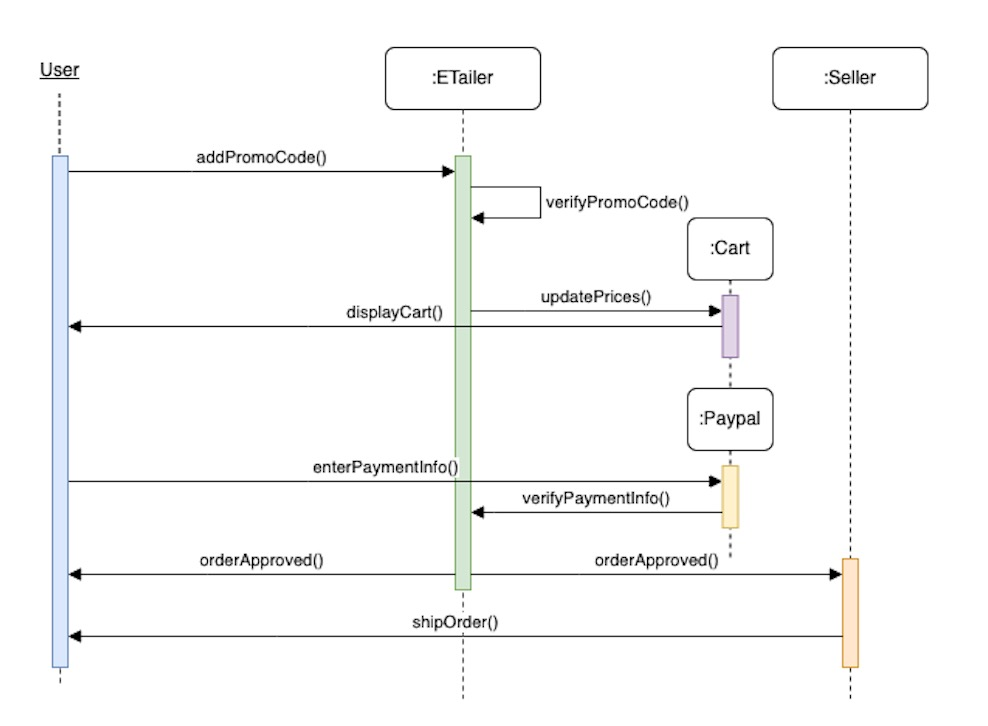 User
:ETailer
:Seller
addPromoCode()
verifyPromoCode()
:Cart
updatePrices()
displayCart()
:Paypal
enterPaymentInfo()
verifyPaymentInfo()
orderApproved()
orderApproved()
shipOrder()